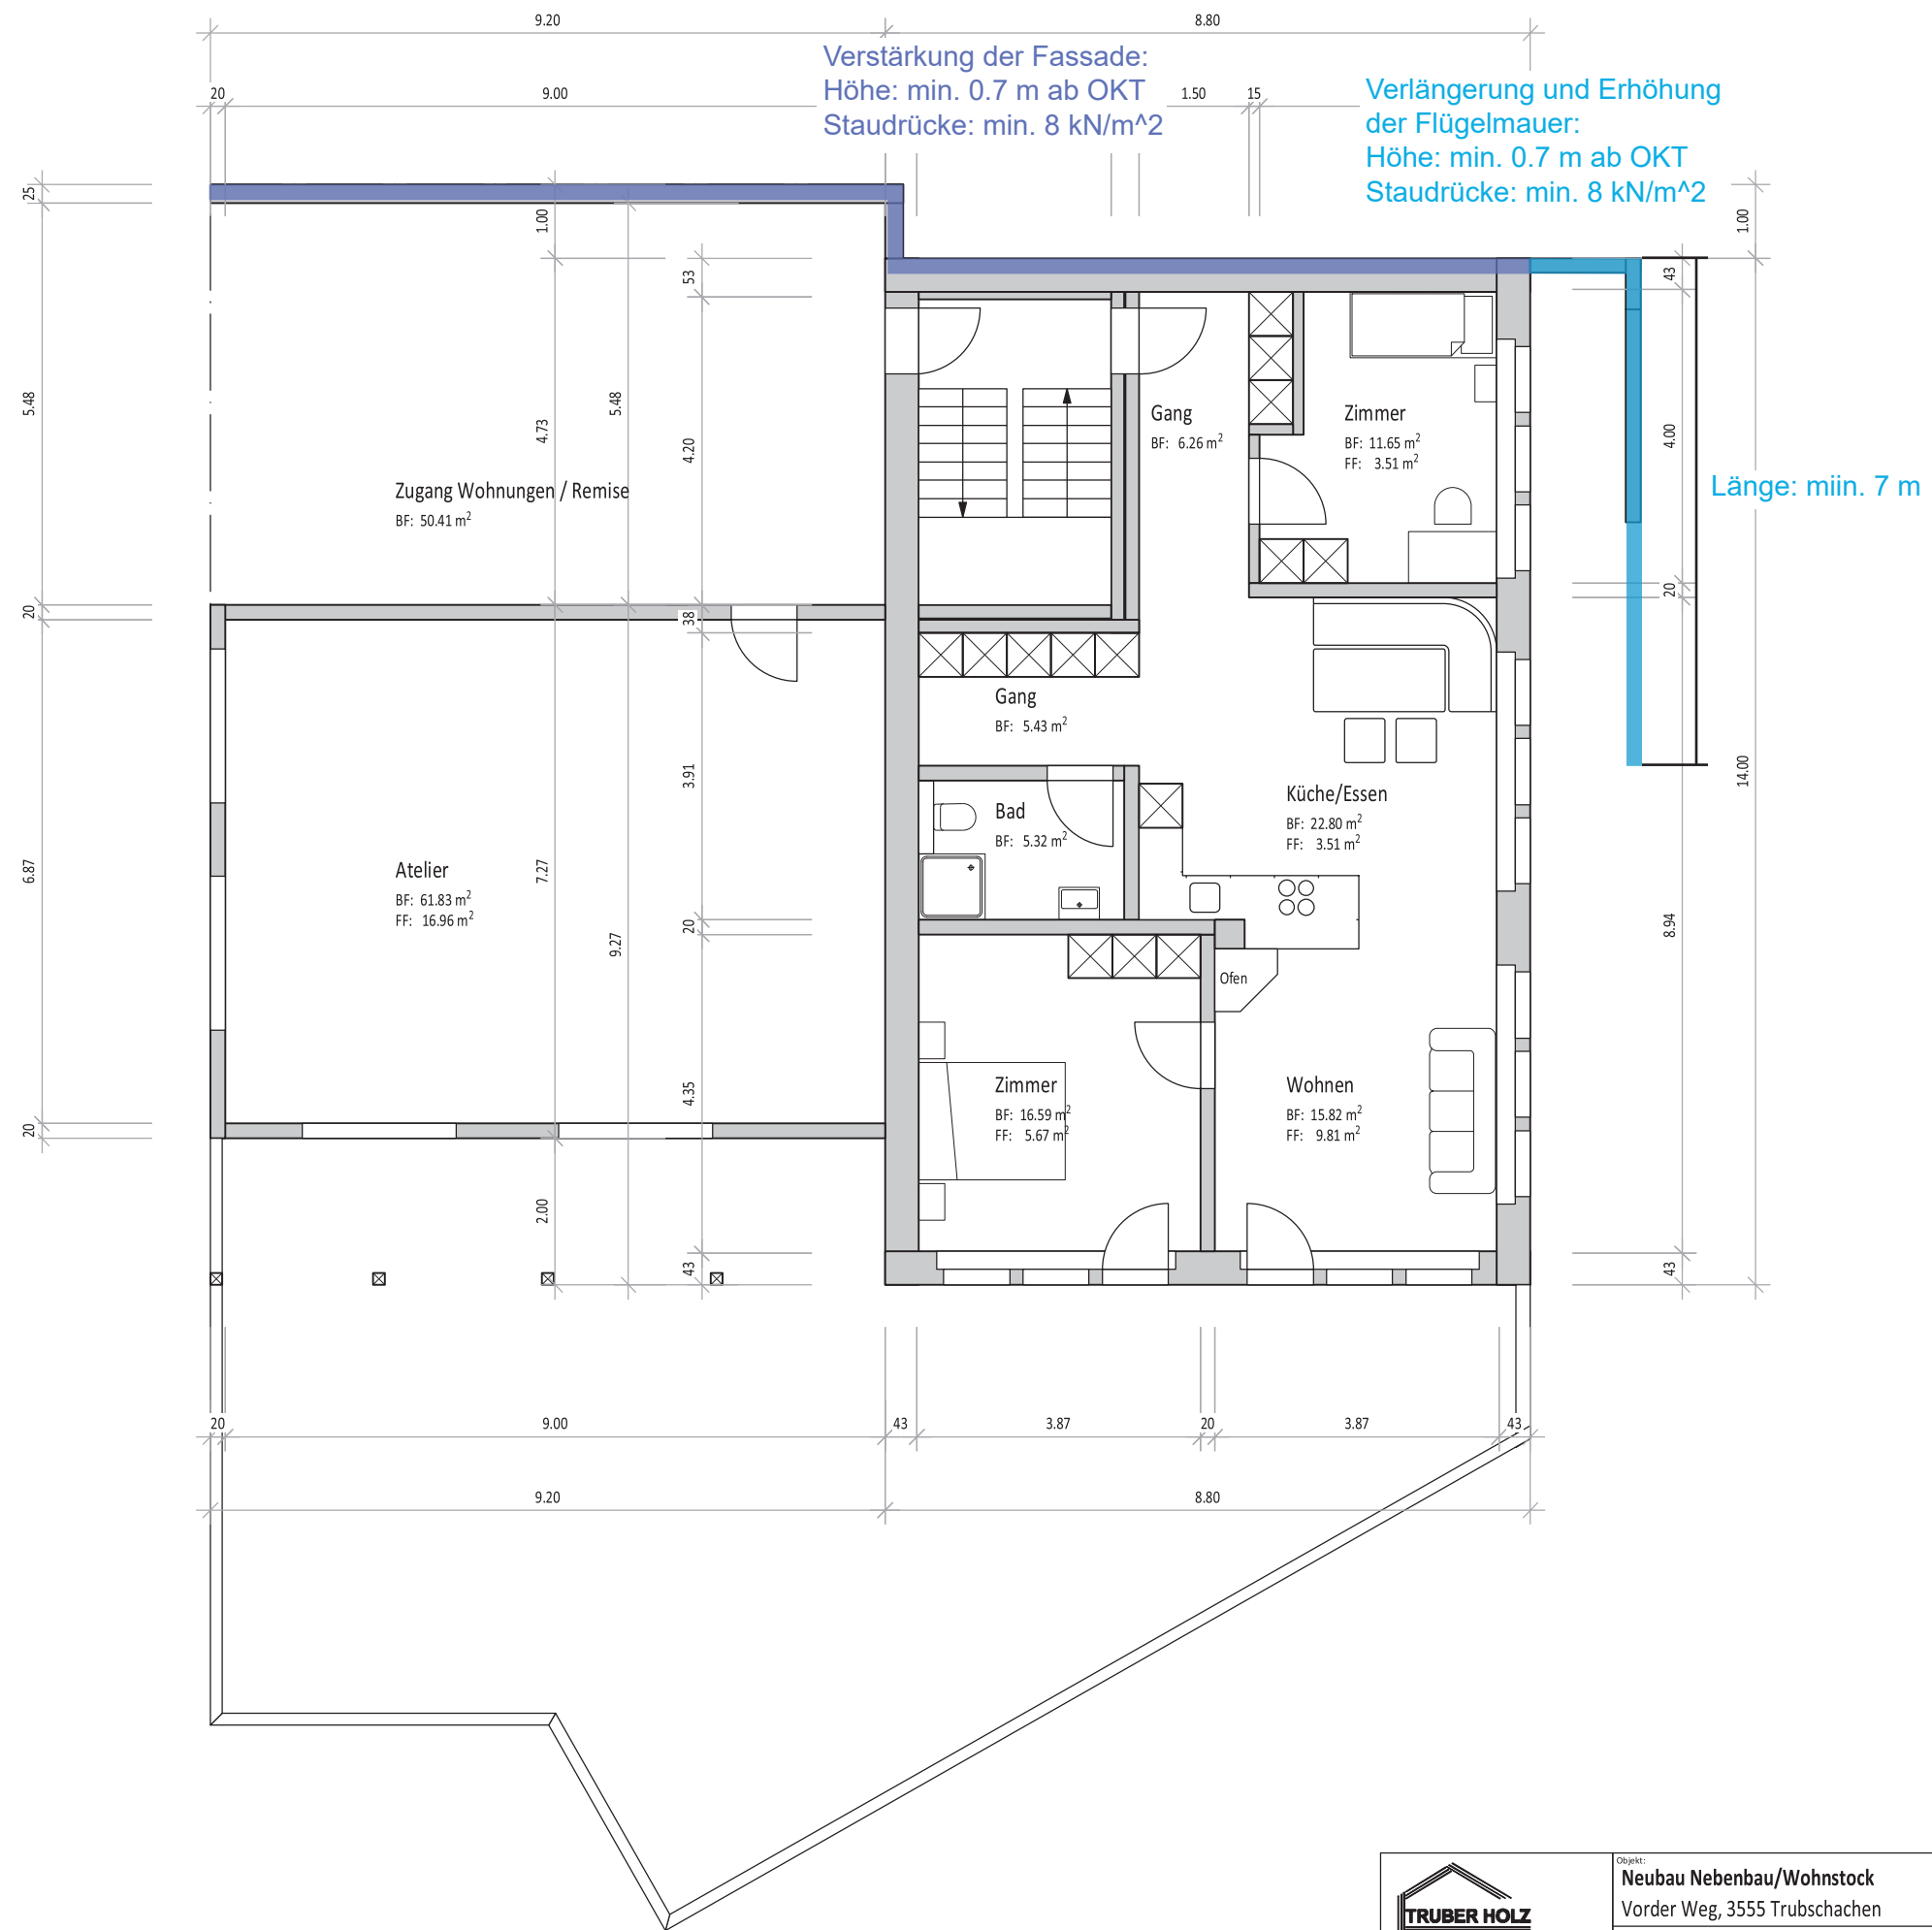 9.20
8.80
Verstärkung der Fassade:
Höhe: min. 0.7 m ab OKT
Staudrücke: min. 8 kN/m^2
Verlängerung und Erhöhung
der Flügelmauer:
Höhe: min. 0.7 m ab OKT
Staudrücke: min. 8 kN/m^2
20
9.00
1.50
15
25
1.00
1.00
53
43
5.48
4.73
5.48
4.20
4.00
Gang
BF: 6.26 m2
Zimmer
BF: 11.65 m2
FF: 3.51 m2
Zugang Wohnungen / Remise
BF: 50.41 m2
Länge: miin. 7 m
20
38
20
Gang
BF: 5.43 m2
3.91
14.00
Küche/Essen
BF: 22.80 m2
FF: 3.51 m2
Bad
BF: 5.32 m2
6.87
Atelier
BF: 61.83 m2
FF: 16.96 m2
7.27
9.27
20
8.94
Ofen
4.35
Zimmer
BF: 16.59 m2
FF: 5.67 m2
Wohnen
BF: 15.82 m2
FF: 9.81 m2
20
2.00
43
43
20
9.00
43
3.87
20
3.87
43
9.20
8.80
Objekt:
Neubau Nebenbau/Wohnstock
Vorder Weg, 3555 Trubschachen
TRUBER HOLZ